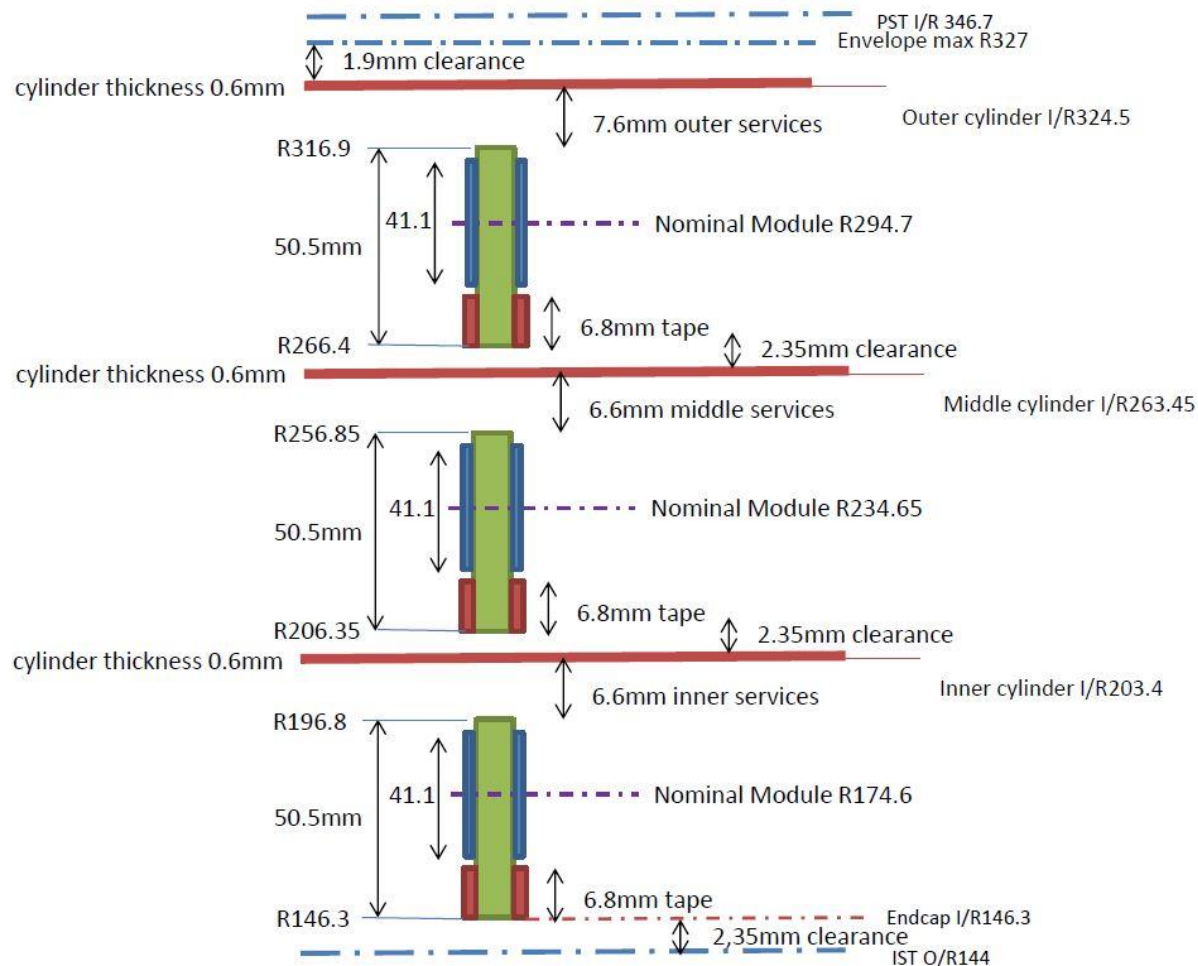 PST I/R 346.7
Envelope max R327
1.9mm clearance
cylinder thickness 0.6mm
Outer cylinder I/R324.5
7.6mm outer services
R316.9
41.1
Nominal Module R294.7
50.5mm
6.8mm tape
R266.4
2.35mm clearance
cylinder thickness 0.6mm
Middle cylinder I/R263.45
6.6mm middle services
R256.85
41.1
Nominal Module R234.65
50.5mm
6.8mm tape
R206.35
2.35mm clearance
cylinder thickness 0.6mm
Inner cylinder I/R203.4
6.6mm inner services
R196.8
41.1
Nominal Module R174.6
50.5mm
6.8mm tape
R146.3
Endcap I/R146.3
2,35mm clearance
IST O/R144